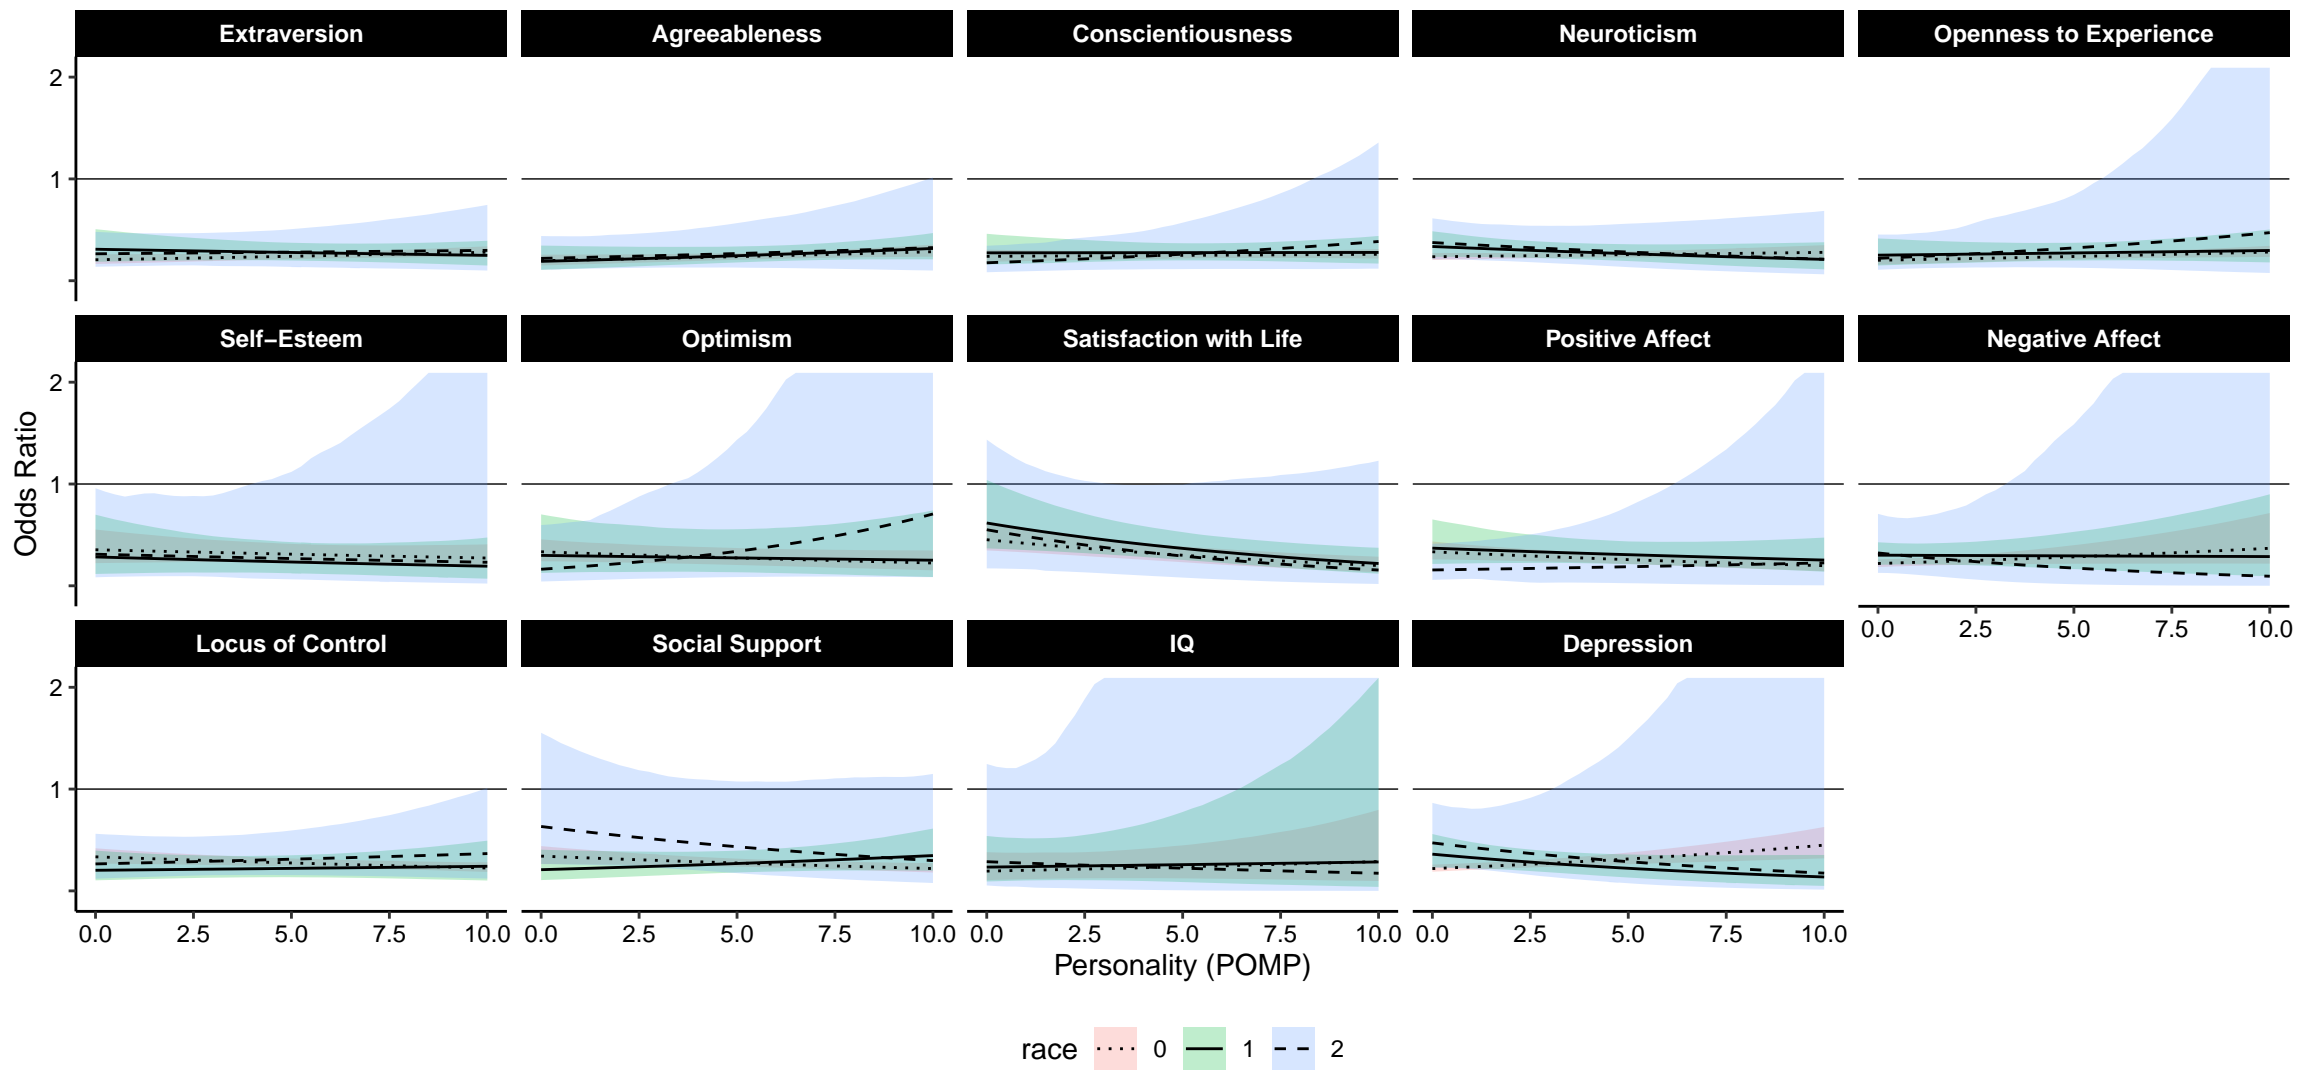 Extraversion Agreeableness Conscientiousness Neuroticism Openness to Experience
2
1
Self−Esteem Optimism Satisfaction with Life Positive Affect Negative Affect
2
1
0.0 2.5 5.0 7.5 10.0
Locus of Control Social Support IQ Depression
2
1
0.0 2.5 5.0 7.5 10.0 0.0 2.5 5.0 7.5 10.0 0.0 2.5 5.0 7.5 10.0 0.0 2.5 5.0 7.5 10.0
Odds Ratio
Personality (POMP)
race 0 1 2